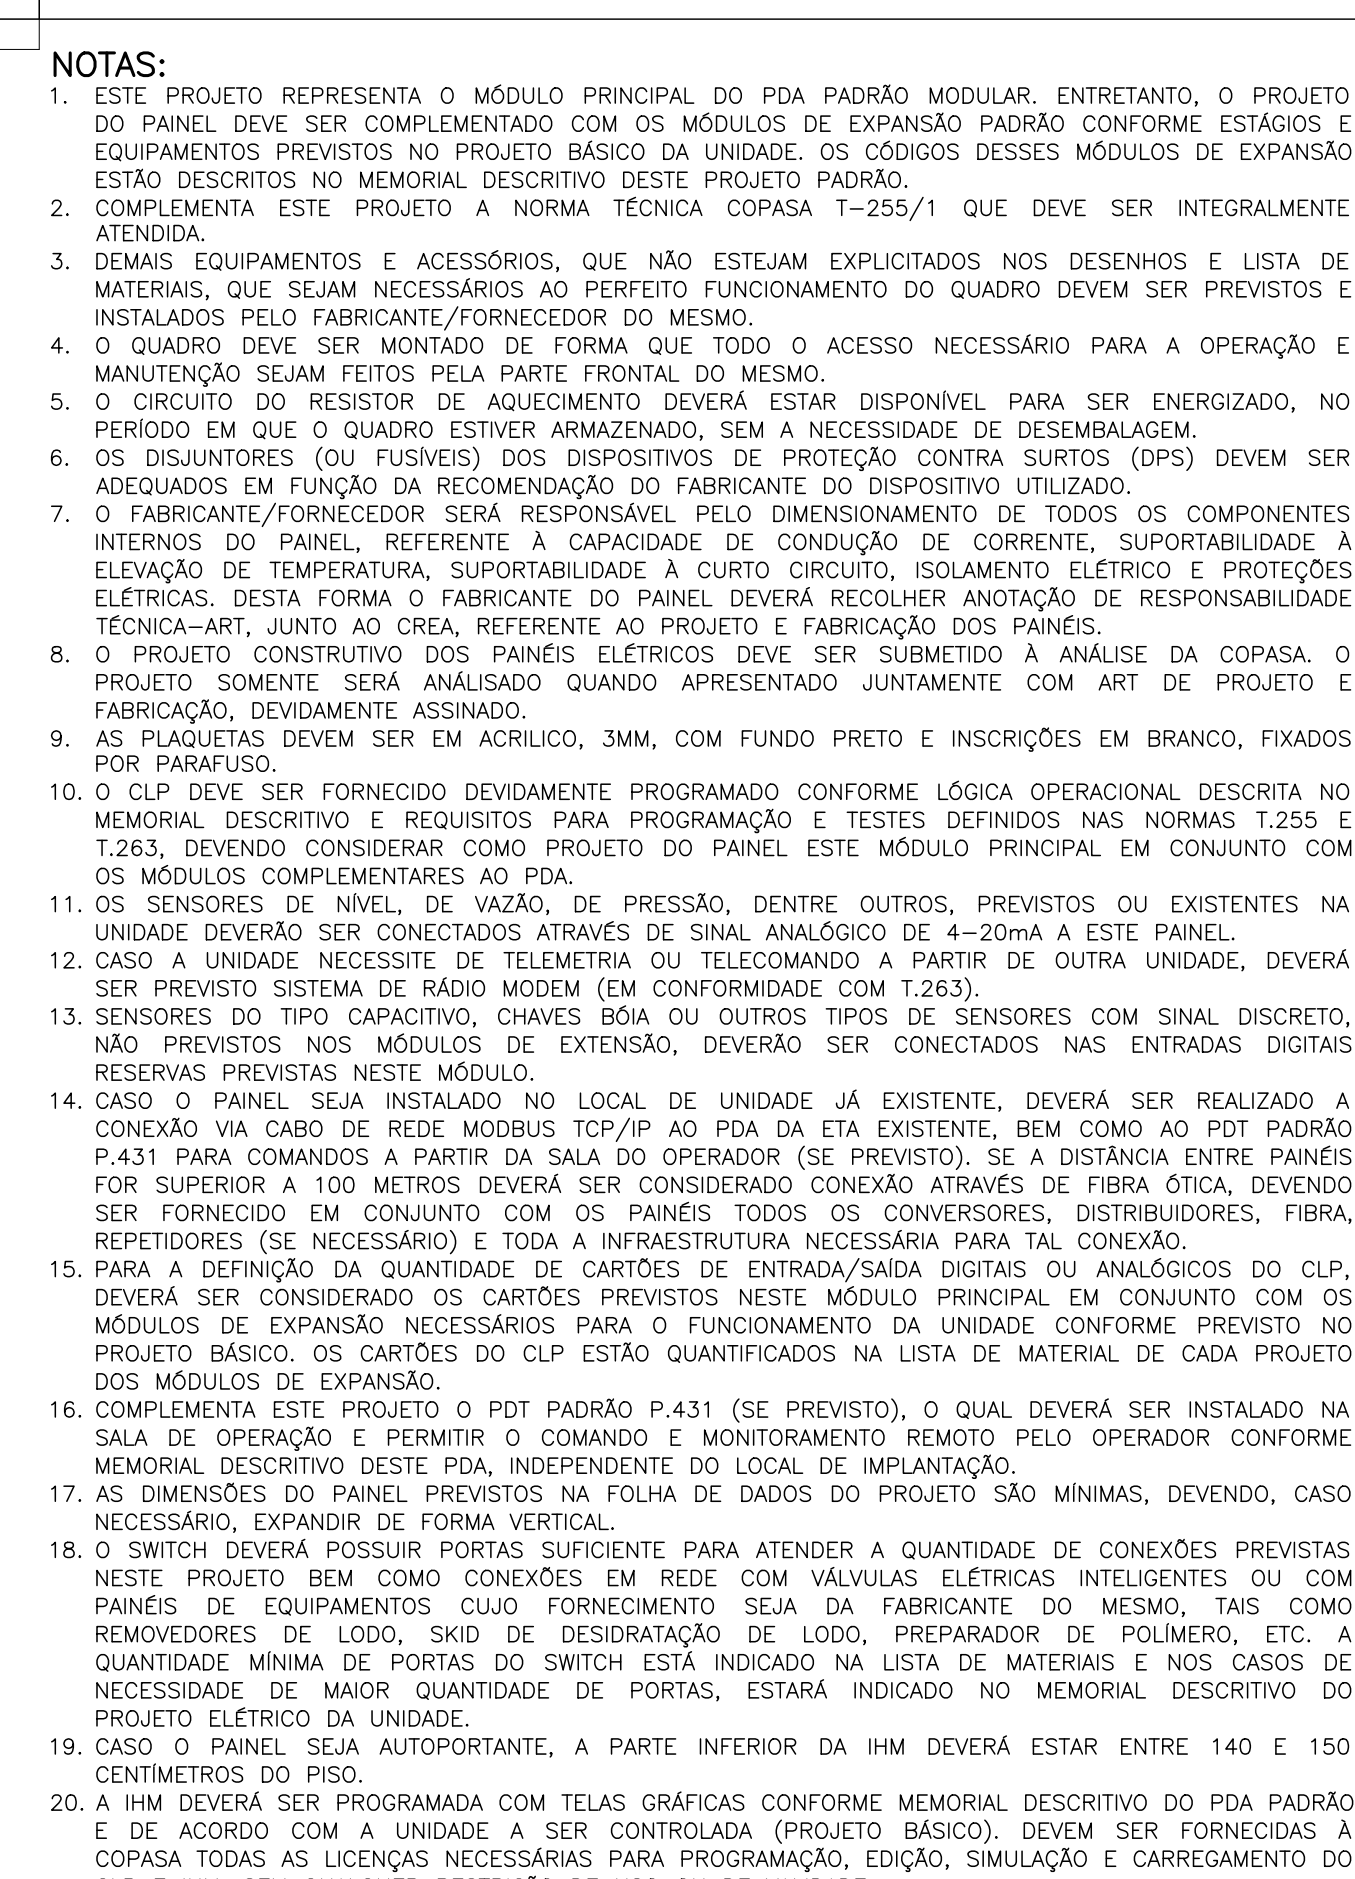 NOTAS:
1. ESTE PROJETO REPRESENTA O MÓDULO PRINCIPAL DO PDA PADRÃO MODULAR. ENTRETANTO, O PROJETO
DO PAINEL DEVE SER COMPLEMENTADO COM OS MÓDULOS DE EXPANSÃO PADRÃO CONFORME ESTÁGIOS E
EQUIPAMENTOS PREVISTOS NO PROJETO BÁSICO DA UNIDADE. OS CÓDIGOS DESSES MÓDULOS DE EXPANSÃO
ESTÃO DESCRITOS NO MEMORIAL DESCRITIVO DESTE PROJETO PADRÃO.
2. COMPLEMENTA ESTE PROJETO A NORMA TÉCNICA COPASA T-255/1 QUE DEVE SER INTEGRALMENTE
ATENDIDA.
3. DEMAIS EQUIPAMENTOS E ACESSÓRIOS, QUE NÃO ESTEJAM EXPLICITADOS NOS DESENHOS E LISTA DE
MATERIAIS, QUE SEJAM NECESSÁRIOS AO PERFEITO FUNCIONAMENTO DO QUADRO DEVEM SER PREVISTOS E
INSTALADOS PELO FABRICANTE/FORNECEDOR DO MESMO.
4. O QUADRO DEVE SER MONTADO DE FORMA QUE TODO O ACESSO NECESSÁRIO PARA A OPERAÇÃO E
MANUTENÇÃO SEJAM FEITOS PELA PARTE FRONTAL DO MESMO.
5. O CIRCUITO DO RESISTOR DE AQUECIMENTO DEVERÁ ESTAR DISPONÍVEL PARA SER ENERGIZADO, NO
PERÍODO EM QUE O QUADRO ESTIVER ARMAZENADO, SEM A NECESSIDADE DE DESEMBALAGEM.
6. OS DISJUNTORES (OU FUSÍVEIS) DOS DISPOSITIVOS DE PROTEÇÃO CONTRA SURTOS (DPS) DEVEM SER
ADEQUADOS EM FUNÇÃO DA RECOMENDAÇÃO DO FABRICANTE DO DISPOSITIVO UTILIZADO.
7. O FABRICANTE/FORNECEDOR SERÁ RESPONSÁVEL PELO DIMENSIONAMENTO DE TODOS OS COMPONENTES
INTERNOS DO PAINEL, REFERENTE À CAPACIDADE DE CONDUÇÃO DE CORRENTE, SUPORTABILIDADE À
ELEVAÇÃO DE TEMPERATURA, SUPORTABILIDADE À CURTO CIRCUITO, ISOLAMENTO ELÉTRICO E PROTEÇÕES
ELÉTRICAS. DESTA FORMA O FABRICANTE DO PAINEL DEVERÁ RECOLHER ANOTAÇÃO DE RESPONSABILIDADE
TÉCNICA-ART, JUNTO AO CREA, REFERENTE AO PROJETO E FABRICAÇÃO DOS PAINÉIS.
8. O PROJETO CONSTRUTIVO DOS PAINÉIS ELÉTRICOS DEVE SER SUBMETIDO À ANÁLISE DA COPASA. O
PROJETO SOMENTE SERÁ ANÁLISADO QUANDO APRESENTADO JUNTAMENTE COM ART DE PROJETO E
FABRICAÇÃO, DEVIDAMENTE ASSINADO.
9. AS PLAQUETAS DEVEM SER EM ACRILICO, 3MM, COM FUNDO PRETO E INSCRIÇÕES EM BRANCO, FIXADOS
POR PARAFUSO.
10. O CLP DEVE SER FORNECIDO DEVIDAMENTE PROGRAMADO CONFORME LÓGICA OPERACIONAL DESCRITA NO
MEMORIAL DESCRITIVO E REQUISITOS PARA PROGRAMAÇÃO E TESTES DEFINIDOS NAS NORMAS T.255 E
T.263, DEVENDO CONSIDERAR COMO PROJETO DO PAINEL ESTE MÓDULO PRINCIPAL EM CONJUNTO COM
OS MÓDULOS COMPLEMENTARES AO PDA.
11. OS SENSORES DE NÍVEL, DE VAZÃO, DE PRESSÃO, DENTRE OUTROS, PREVISTOS OU EXISTENTES NA
UNIDADE DEVERÃO SER CONECTADOS ATRAVÉS DE SINAL ANALÓGICO DE 4-20mA A ESTE PAINEL.
12. CASO A UNIDADE NECESSITE DE TELEMETRIA OU TELECOMANDO A PARTIR DE OUTRA UNIDADE, DEVERÁ
SER PREVISTO SISTEMA DE RÁDIO MODEM (EM CONFORMIDADE COM T.263).
13. SENSORES DO TIPO CAPACITIVO, CHAVES BÓIA OU OUTROS TIPOS DE SENSORES COM SINAL DISCRETO,
NÃO PREVISTOS NOS MÓDULOS DE EXTENSÃO, DEVERÃO SER CONECTADOS NAS ENTRADAS DIGITAIS
RESERVAS PREVISTAS NESTE MÓDULO.
14. CASO O PAINEL SEJA INSTALADO NO LOCAL DE UNIDADE JÁ EXISTENTE, DEVERÁ SER REALIZADO A
CONEXÃO VIA CABO DE REDE MODBUS TCP/IP AO PDA DA ETA EXISTENTE, BEM COMO AO PDT PADRÃO
P.431 PARA COMANDOS A PARTIR DA SALA DO OPERADOR (SE PREVISTO). SE A DISTÂNCIA ENTRE PAINÉIS
FOR SUPERIOR A 100 METROS DEVERÁ SER CONSIDERADO CONEXÃO ATRAVÉS DE FIBRA ÓTICA, DEVENDO
SER FORNECIDO EM CONJUNTO COM OS PAINÉIS TODOS OS CONVERSORES, DISTRIBUIDORES, FIBRA,
REPETIDORES (SE NECESSÁRIO) E TODA A INFRAESTRUTURA NECESSÁRIA PARA TAL CONEXÃO.
15. PARA A DEFINIÇÃO DA QUANTIDADE DE CARTÕES DE ENTRADA/SAÍDA DIGITAIS OU ANALÓGICOS DO CLP,
DEVERÁ SER CONSIDERADO OS CARTÕES PREVISTOS NESTE MÓDULO PRINCIPAL EM CONJUNTO COM OS
MÓDULOS DE EXPANSÃO NECESSÁRIOS PARA O FUNCIONAMENTO DA UNIDADE CONFORME PREVISTO NO
PROJETO BÁSICO. OS CARTÕES DO CLP ESTÃO QUANTIFICADOS NA LISTA DE MATERIAL DE CADA PROJETO
DOS MÓDULOS DE EXPANSÃO.
16. COMPLEMENTA ESTE PROJETO O PDT PADRÃO P.431 (SE PREVISTO), O QUAL DEVERÁ SER INSTALADO NA
SALA DE OPERAÇÃO E PERMITIR O COMANDO E MONITORAMENTO REMOTO PELO OPERADOR CONFORME
MEMORIAL DESCRITIVO DESTE PDA, INDEPENDENTE DO LOCAL DE IMPLANTAÇÃO.
17. AS DIMENSÕES DO PAINEL PREVISTOS NA FOLHA DE DADOS DO PROJETO SÃO MÍNIMAS, DEVENDO, CASO
NECESSÁRIO, EXPANDIR DE FORMA VERTICAL.
18. O SWITCH DEVERÁ POSSUIR PORTAS SUFICIENTE PARA ATENDER A QUANTIDADE DE CONEXÕES PREVISTAS
NESTE PROJETO BEM COMO CONEXÕES EM REDE COM VÁLVULAS ELÉTRICAS INTELIGENTES OU COM
PAINÉIS DE EQUIPAMENTOS CUJO FORNECIMENTO SEJA DA FABRICANTE DO MESMO, TAIS COMO
REMOVEDORES DE LODO, SKID DE DESIDRATAÇÃO DE LODO, PREPARADOR DE POLÍMERO, ETC. A
QUANTIDADE MÍNIMA DE PORTAS DO SWITCH ESTÁ INDICADO NA LISTA DE MATERIAIS E NOS CASOS DE
NECESSIDADE DE MAIOR QUANTIDADE DE PORTAS, ESTARÁ INDICADO NO MEMORIAL DESCRITIVO DO
PROJETO ELÉTRICO DA UNIDADE.
19. CASO O PAINEL SEJA AUTOPORTANTE, A PARTE INFERIOR DA IHM DEVERÁ ESTAR ENTRE 140 E 150
CENTÍMETROS DO PISO.
20. A IHM DEVERÁ SER PROGRAMADA COM TELAS GRÁFICAS CONFORME MEMORIAL DESCRITIVO DO PDA PADRÃO
E DE ACORDO COM A UNIDADE A SER CONTROLADA (PROJETO BÁSICO). DEVEM SER FORNECIDAS À
COPASA TODAS AS LICENÇAS NECESSÁRIAS PARA PROGRAMAÇÃO, EDIÇÃO, SIMULAÇÃO E CARREGAMENTO DO